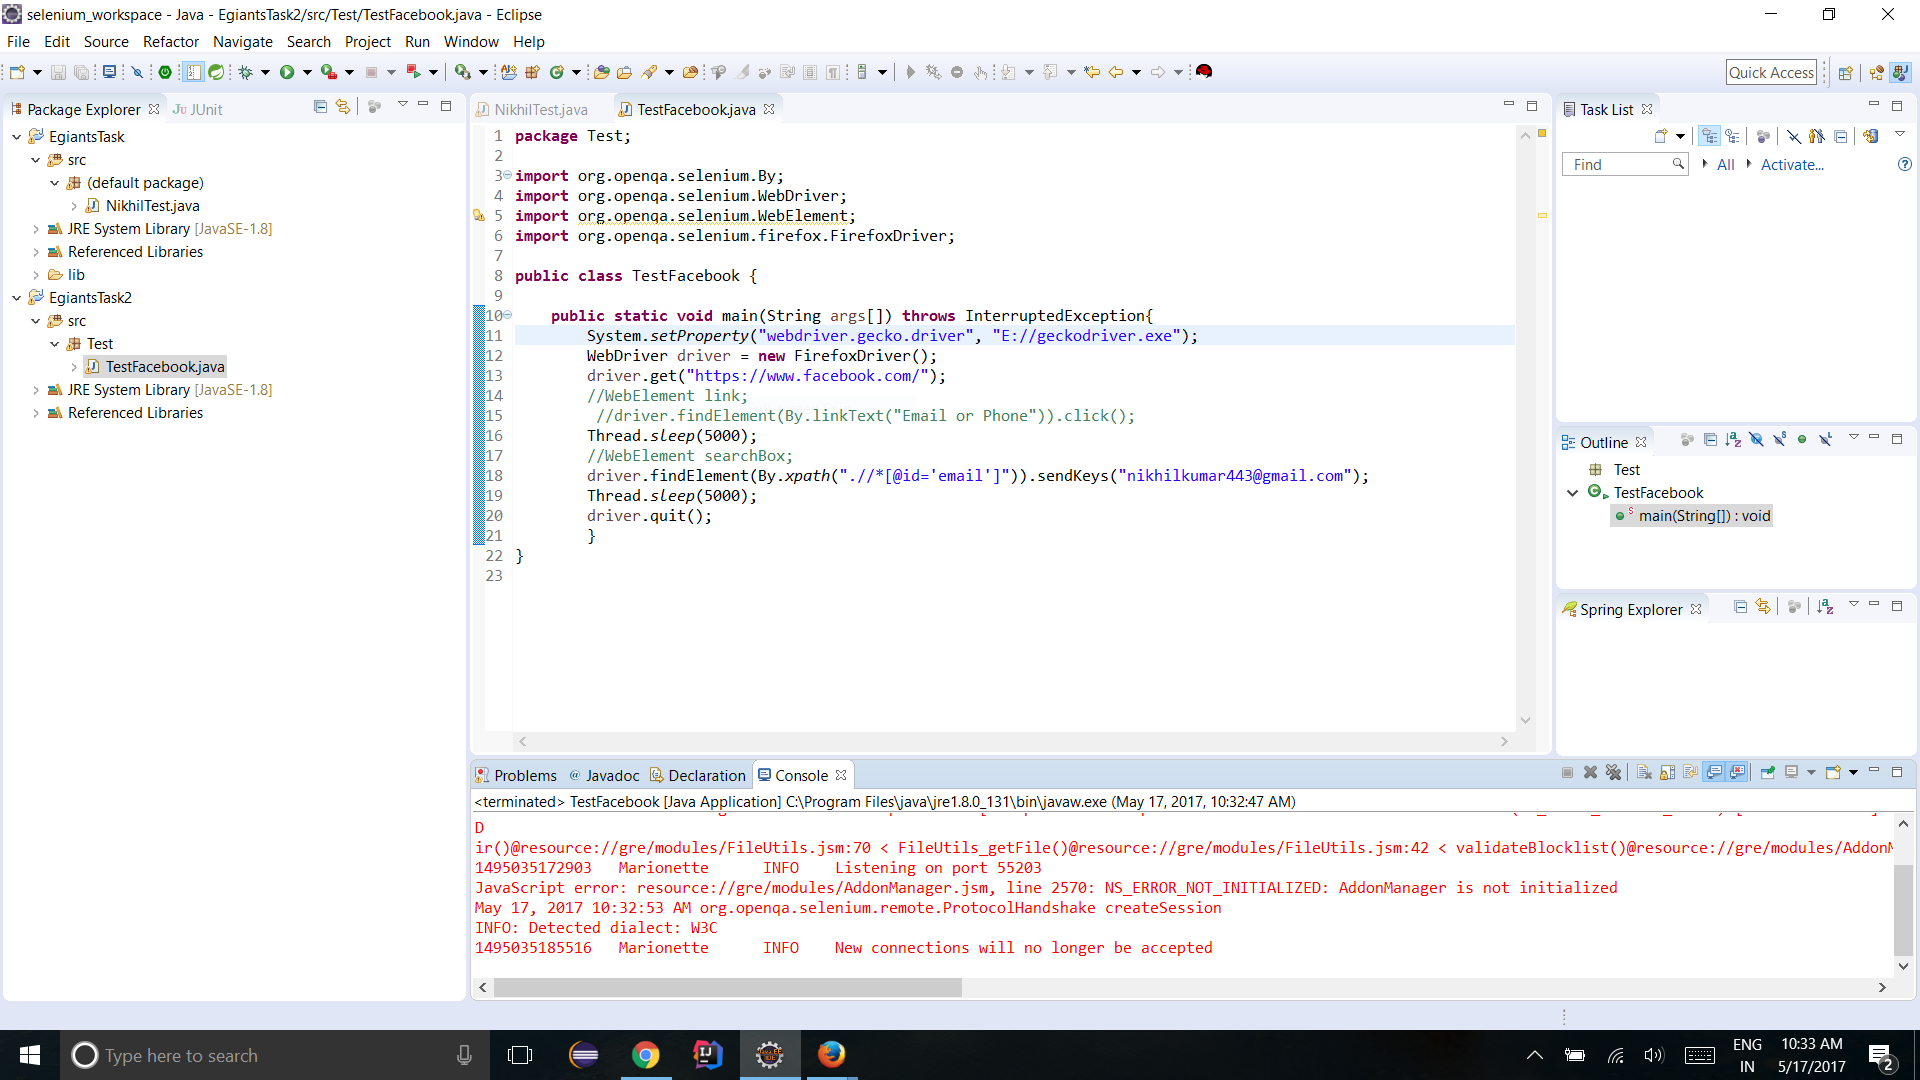 selenium_workspace - Java - EgiantsTask2/src/Test/TestFacebook.java - Eclipse
File Edit Source Refactor Navigate Search Project Run Window Help
Quick Access
Package Explorer JUnit
EgiantsTask
src
(default package)
NikhilTest.java
JRE System Library [JavaSE-1.8]
Referenced Libraries
lib
EgiantsTask2
src
Test
TestFacebook.java
JRE System Library [JavaSE-1.8]
Referenced Libraries
NikhilTest.java TestFacebook.java
1 package Test;
2
3 import org.openqa.selenium.By;
4 import org.openqa.selenium.WebDriver;
5 import org.openqa.selenium.WebElement;
6 import org.openqa.selenium.firefox.FirefoxDriver;
7
8 public class TestFacebook {
9
10 public static void main(String args[]) throws InterruptedException{
11 System.setProperty("webdriver.gecko.driver", "E://geckodriver.exe");
12 WebDriver driver = new FirefoxDriver();
13 driver.get("https://www.facebook.com/");
14 //WebElement link;
15 //driver.findElement(By.linkText("Email or Phone")).click();
16 Thread.sleep(5000);
17 //WebElement searchBox;
18 driver.findElement(By.xpath(".//*[@id='email']")).sendKeys("nikhilkumar443@gmail.com");
19 Thread.sleep(5000);
20 driver.quit();
21 }
22 }
23
Task List
Find All Activate...
Outline
Test
TestFacebook
main(String[]) : void
Spring Explorer
Problems @ Javadoc Declaration Console
<terminated> TestFacebook [Java Application] C:\Program Files\java\jre1.8.0_131\bin\javaw.exe (May 17, 2017, 10:32:47 AM)
D
ir()@resource://gre/modules/FileUtils.jsm:70 < FileUtils_getFile()@resource://gre/modules/FileUtils.jsm:42 < validateBlocklist()@resource://gre/modules/Addon
1495035172903 Marionette INFO Listening on port 55203
JavaScript error: resource://gre/modules/AddonManager.jsm, line 2570: NS_ERROR_NOT_INITIALIZED: AddonManager is not initialized
May 17, 2017 10:32:53 AM org.openqa.selenium.remote.ProtocolHandshake createSession
INFO: Detected dialect: W3C
1495035185516 Marionette INFO New connections will no longer be accepted
Type here to search
ENG
IN
10:33 AM
5/17/2017
2